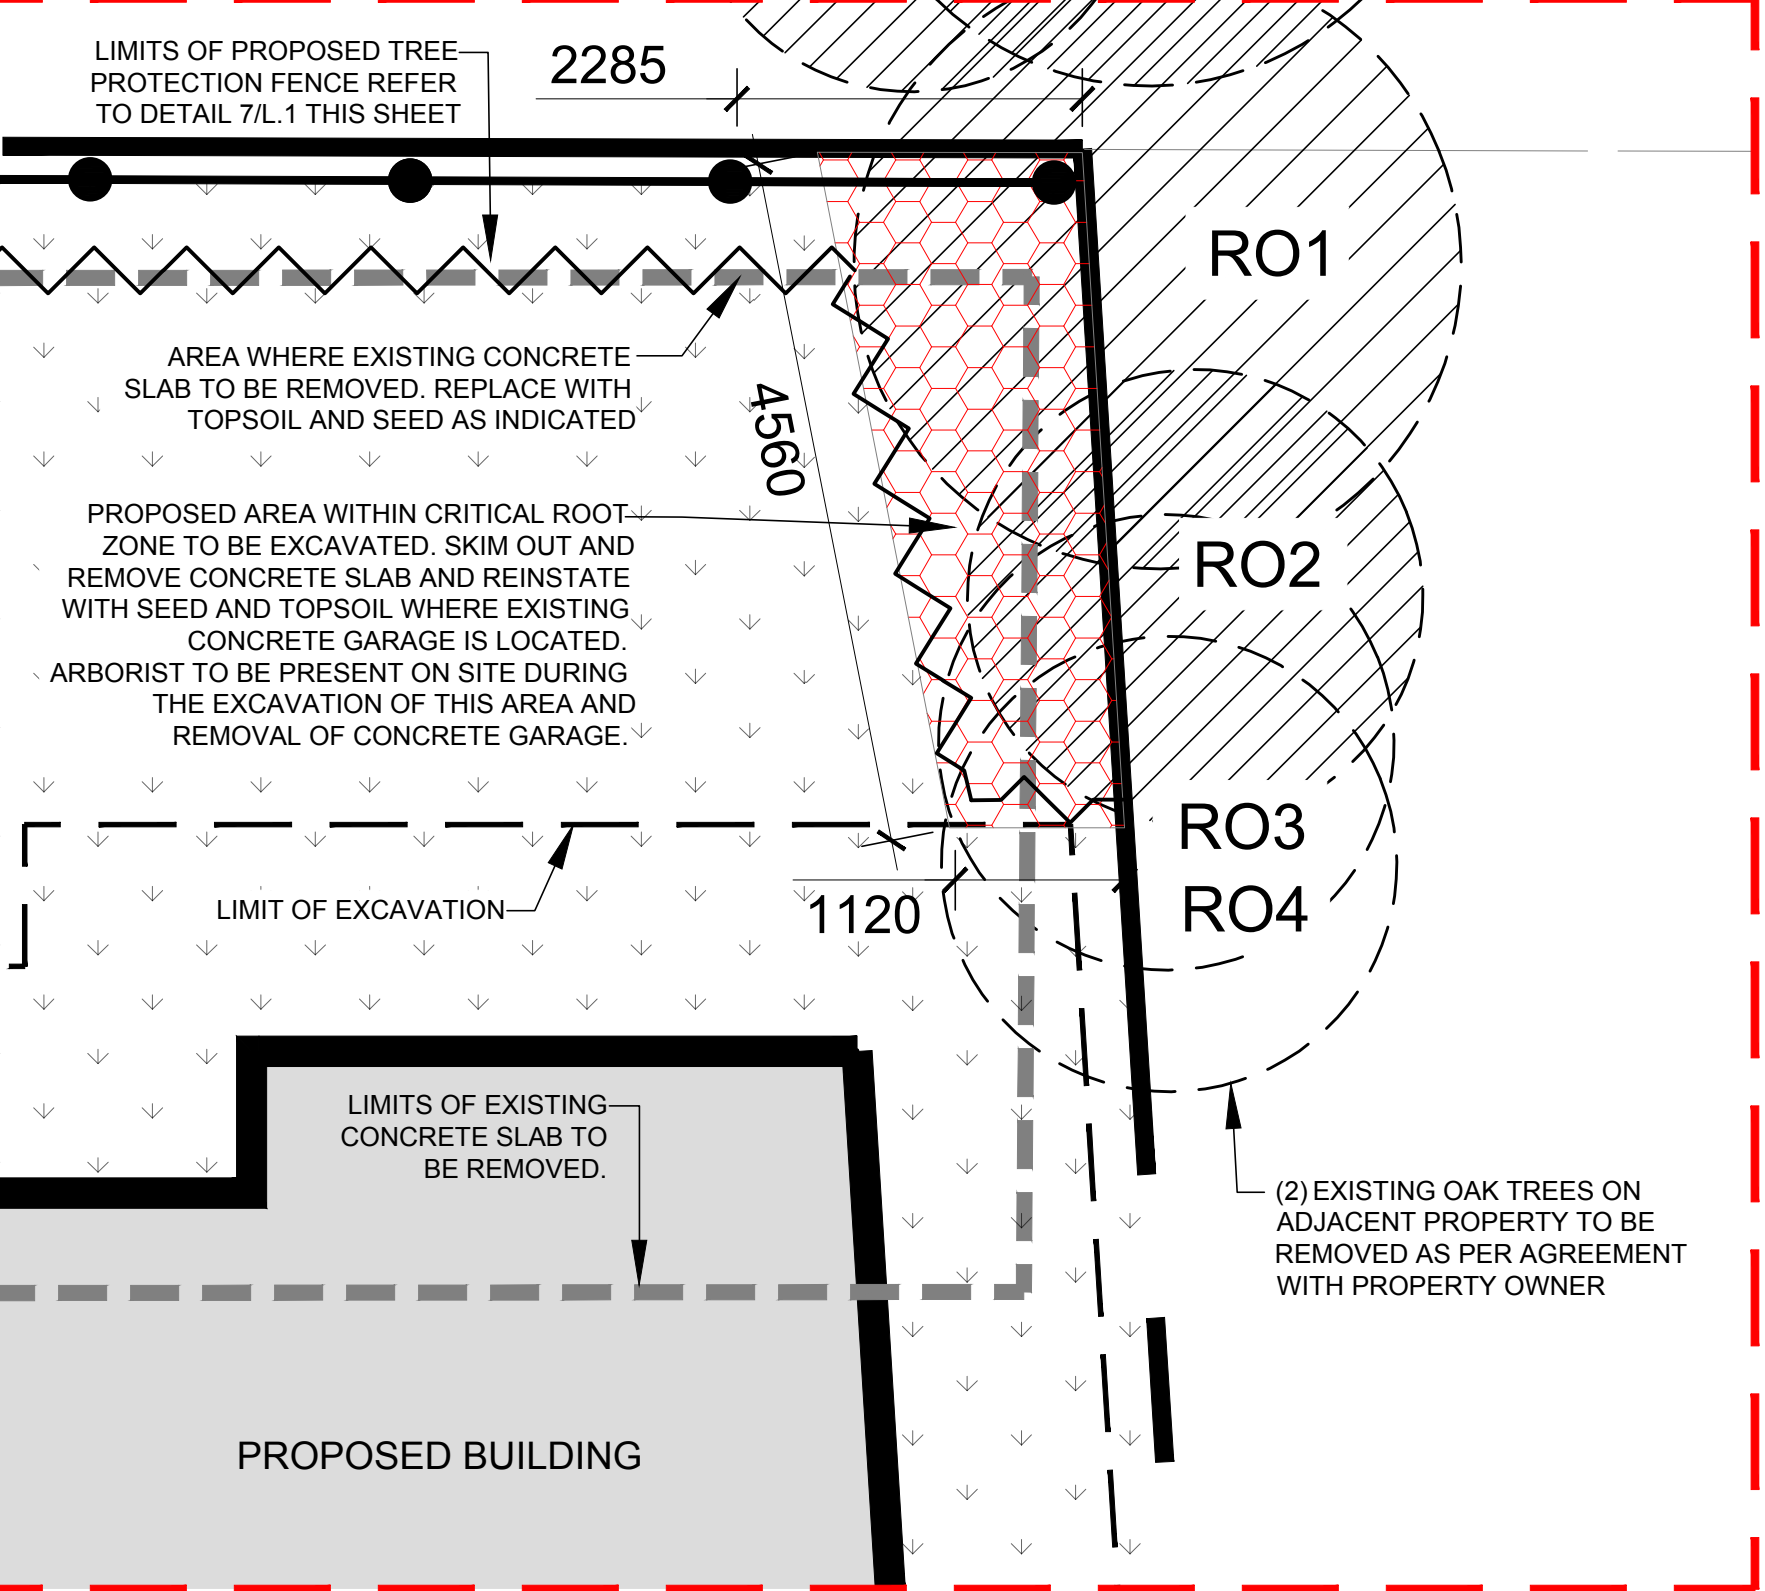 LIMITS OF PROPOSED TREE
PROTECTION FENCE REFER
TO DETAIL 7/L.1 THIS SHEET
2285
RO1
AREA WHERE EXISTING CONCRETE
SLAB TO BE REMOVED. REPLACE WITH
TOPSOIL AND SEED AS INDICATED
4560
PROPOSED AREA WITHIN CRITICAL ROOT
ZONE TO BE EXCAVATED. SKIM OUT AND
REMOVE CONCRETE SLAB AND REINSTATE
WITH SEED AND TOPSOIL WHERE EXISTING
CONCRETE GARAGE IS LOCATED.
ARBORIST TO BE PRESENT ON SITE DURING
THE EXCAVATION OF THIS AREA AND
REMOVAL OF CONCRETE GARAGE.
RO2
RO3
RO4
LIMIT OF EXCAVATION
1120
LIMITS OF EXISTING
CONCRETE SLAB TO
BE REMOVED.
(2) EXISTING OAK TREES ON
ADJACENT PROPERTY TO BE
REMOVED AS PER AGREEMENT
WITH PROPERTY OWNER
PROPOSED BUILDING